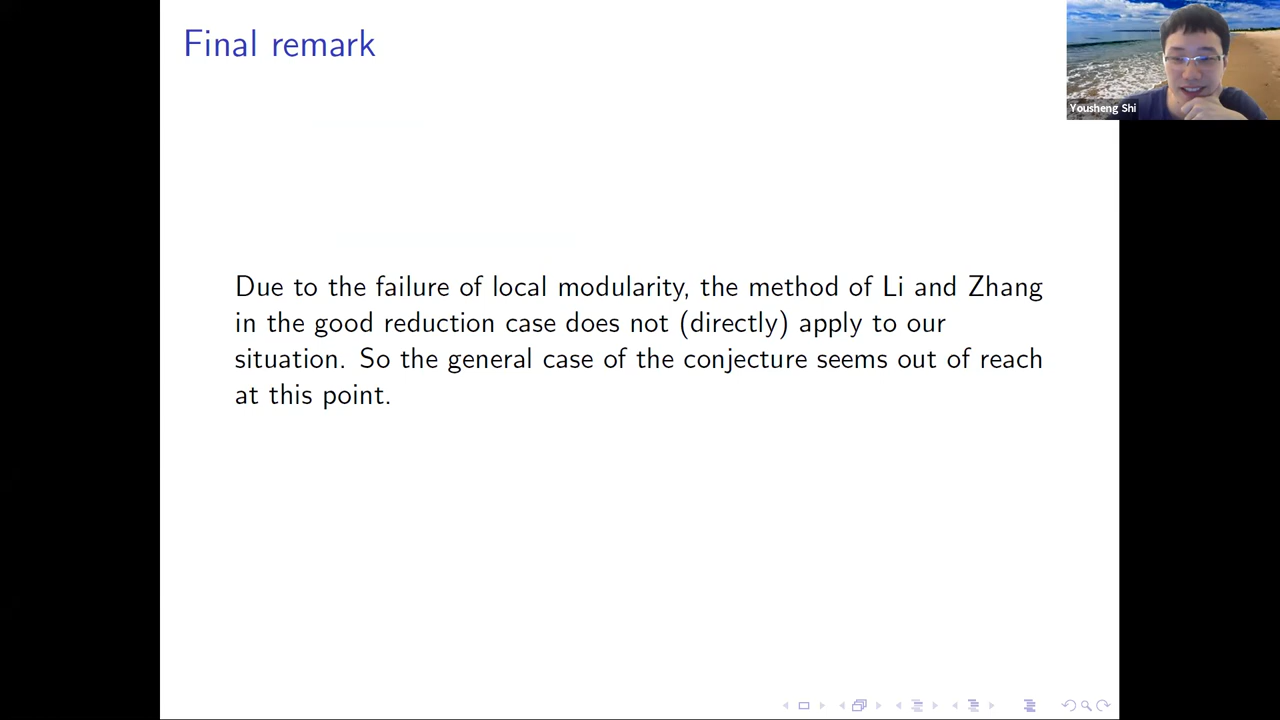 Final remark
Yousheng Shi
Due to the failure of local modularity, the method of Li and Zhang
in the good reduction case does not (directly) apply to our
situation. So the general case of the conjecture seems out of reach
at this point.